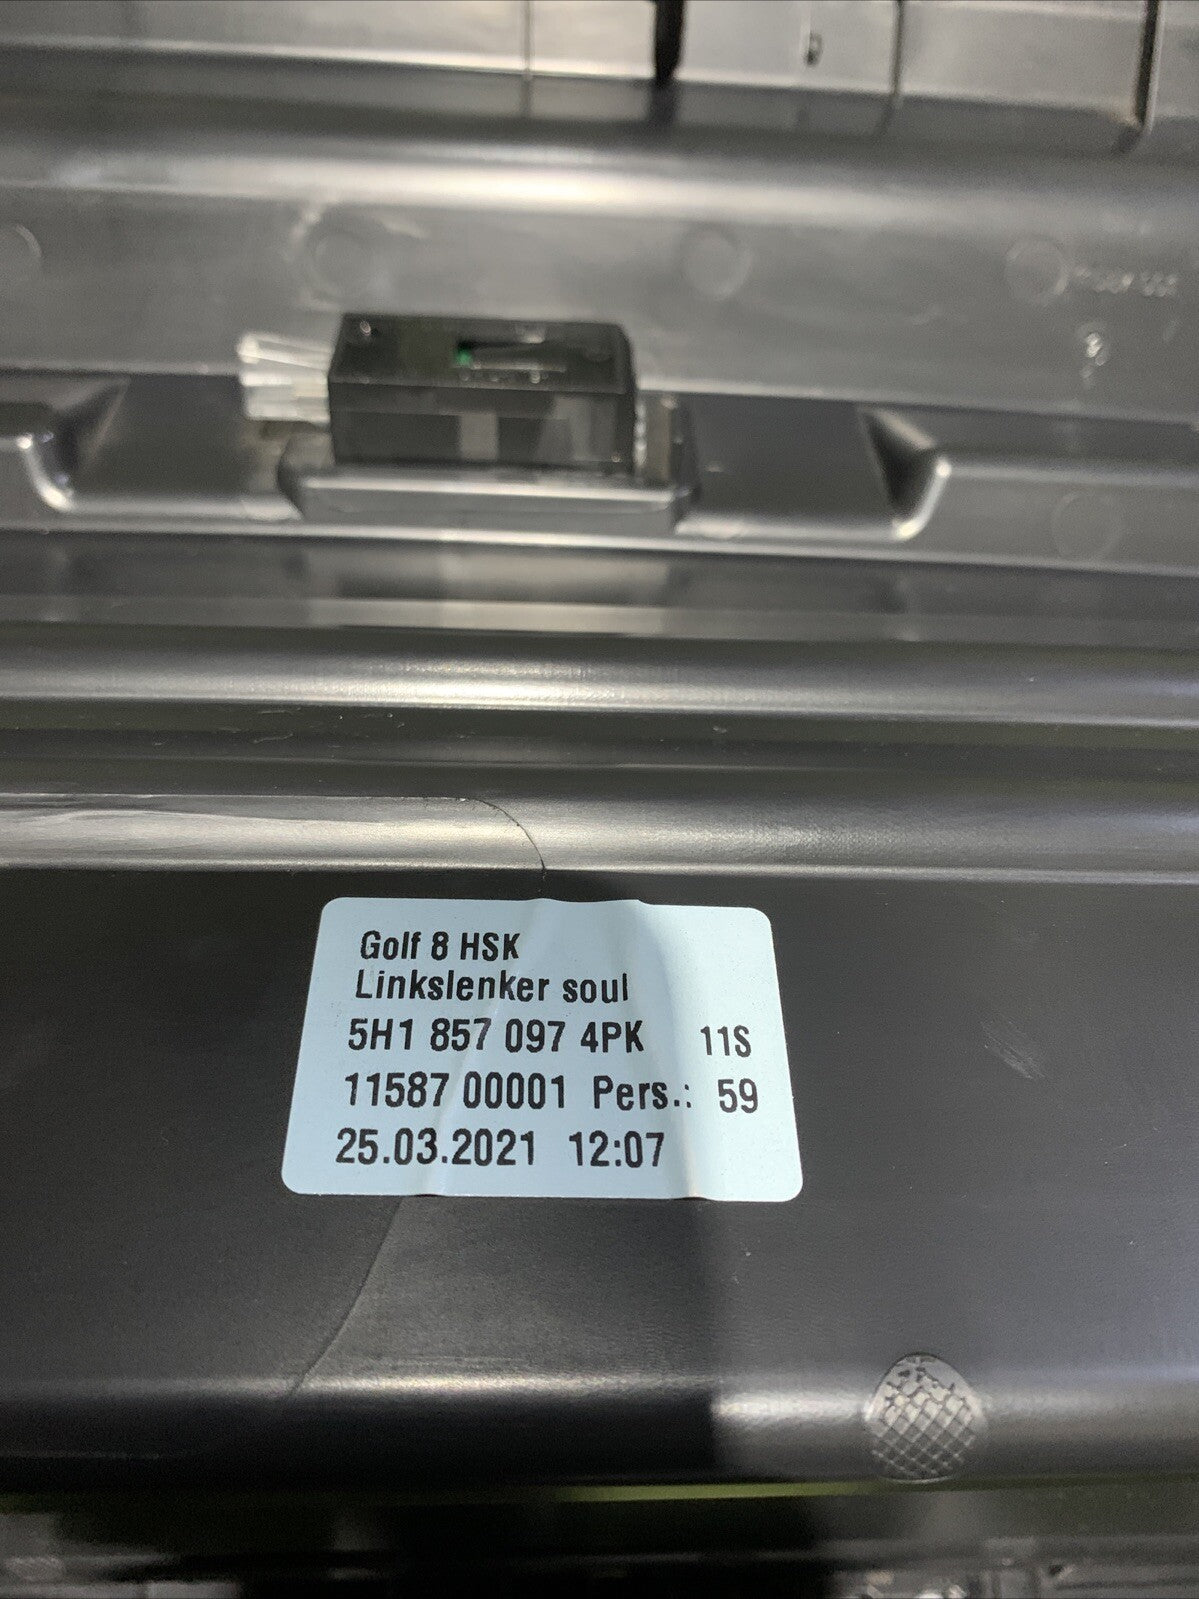 Golf 8 HSK
Linkslenker soul
5H1 857 097 4PK 11S
11587 00001 Pers.: 59
25.03.2021 12:07